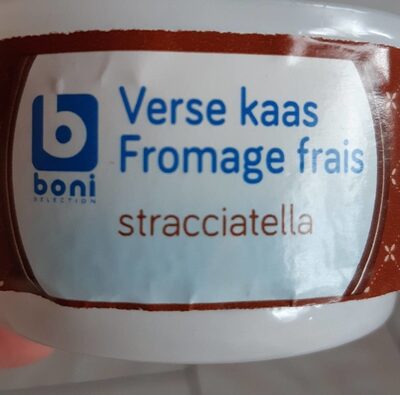 Verse kaas
Fromage frais
boni
SELECTION
stracciatella